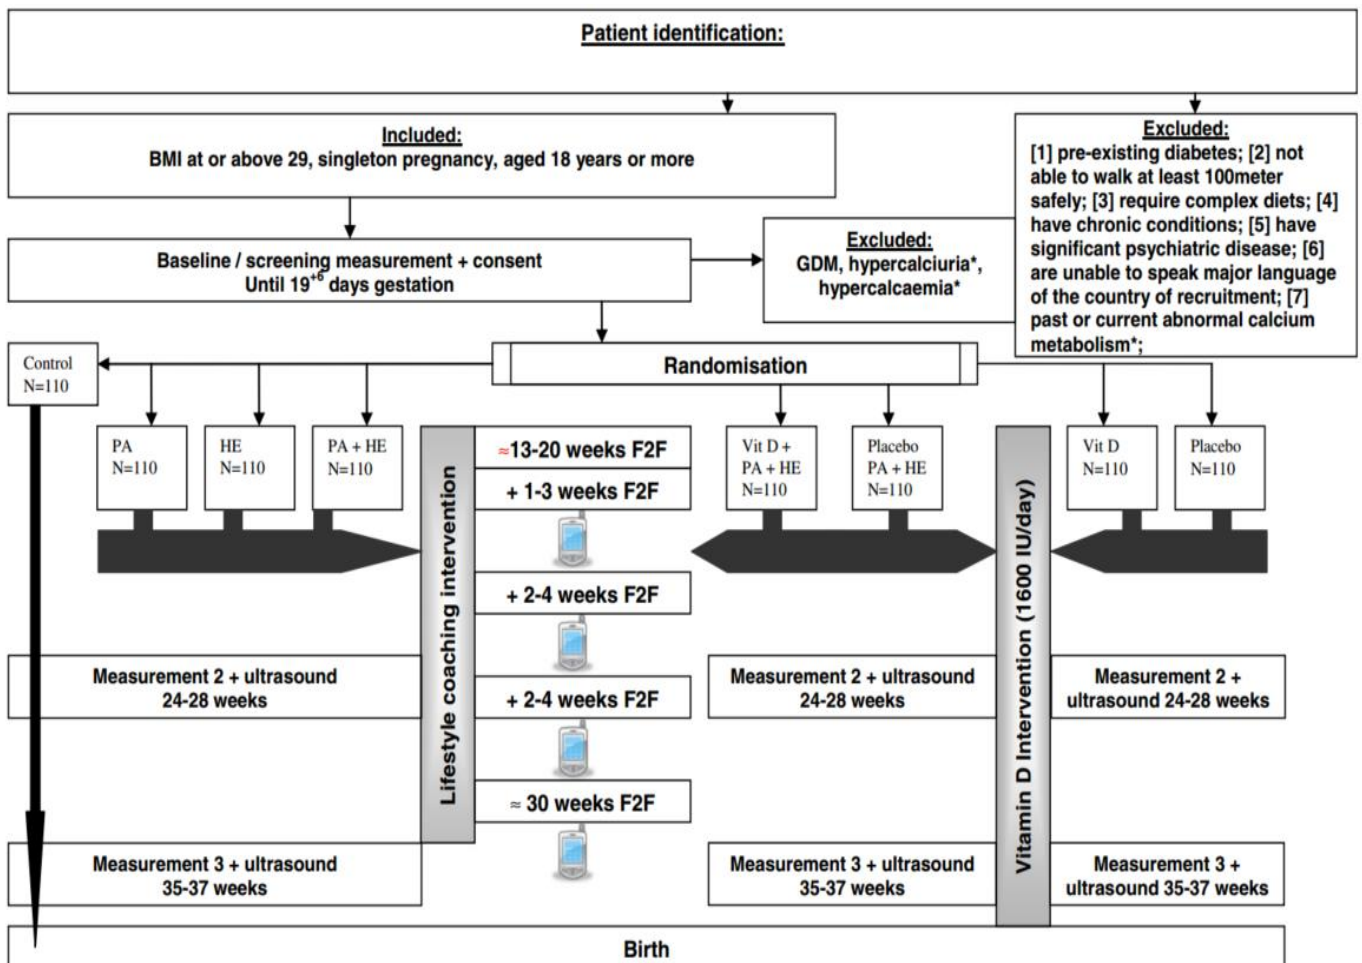 Patient identification:
Included:
BMI at or above 29, singleton pregnancy, aged 18 years or more
Excluded:
[1] pre-existing diabetes; [2] not
able to walk at least 100meter
safely; [3] require complex diets; [4]
have chronic conditions; [5] have
significant psychiatric disease; [6]
are unable to speak major language
of the country of recruitment; [7]
past or current abnormal calcium
metabolism*;
Baseline / screening measurement + consent
Until 19+6 days gestation
Excluded:
GDM, hypercalciuria*,
hypercalcaemia*
Randomisation
Control
N=110
PA
N=110
HE
N=110
PA + HE
N=110
Lifestyle coaching intervention
≈13-20 weeks F2F
+ 1-3 weeks F2F
+ 2-4 weeks F2F
+ 2-4 weeks F2F
≈ 30 weeks F2F
Vit D +
PA + HE
N=110
Placebo
PA + HE
N=110
Vitamin D Intervention (1600 IU/day)
Vit D
N=110
Placebo
N=110
Measurement 2 + ultrasound
24-28 weeks
Measurement 2 + ultrasound
24-28 weeks
Measurement 2 +
ultrasound 24-28 weeks
Measurement 3 + ultrasound
35-37 weeks
Measurement 3 + ultrasound
35-37 weeks
Measurement 3 +
ultrasound 35-37 weeks
Birth